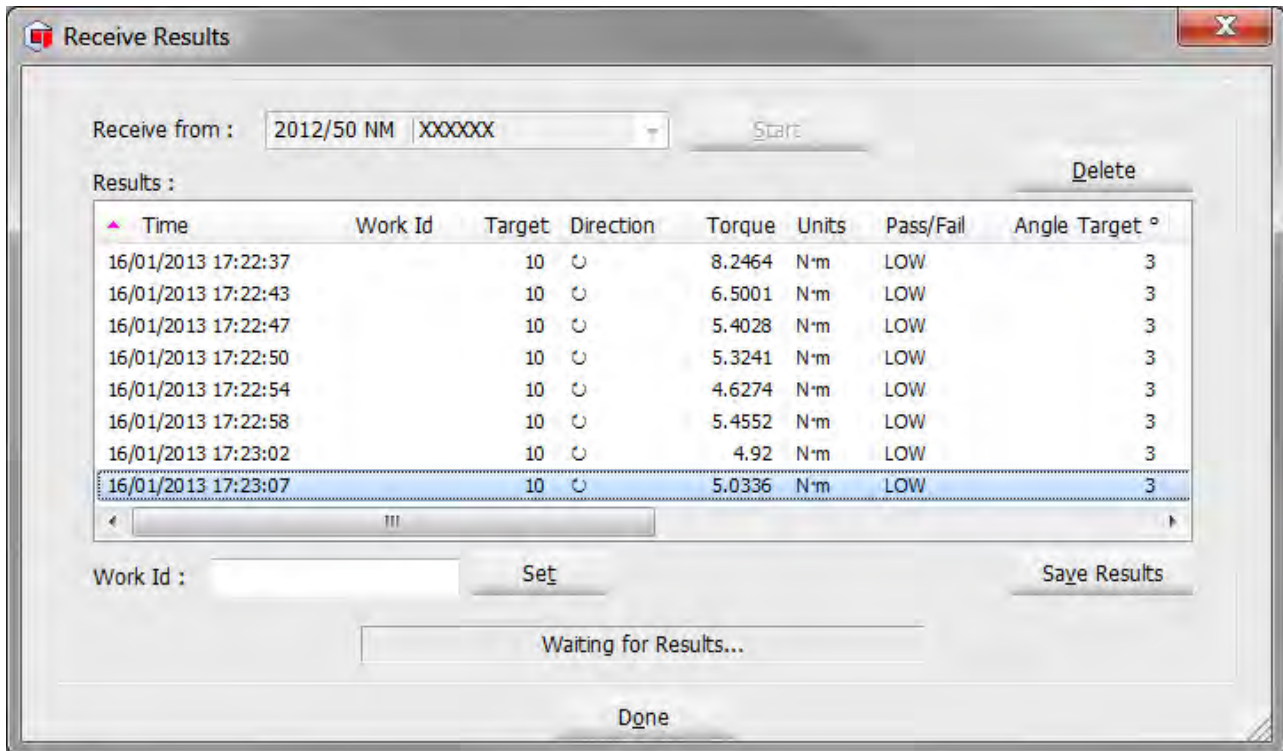 Receive Results
Receive from : 2012/50 NM XXXXXX Start
Delete
Results :
Time Work Id Target Direction Torque Units Pass/Fail Angle Target °
16/01/2013 17:22:37 10 ↻ 8.2464 N·m LOW 3
16/01/2013 17:22:43 10 ↻ 6.5001 N·m LOW 3
16/01/2013 17:22:47 10 ↻ 5.4028 N·m LOW 3
16/01/2013 17:22:50 10 ↻ 5.3241 N·m LOW 3
16/01/2013 17:22:54 10 ↻ 4.6274 N·m LOW 3
16/01/2013 17:22:58 10 ↻ 5.4552 N·m LOW 3
16/01/2013 17:23:02 10 ↻ 4.92 N·m LOW 3
16/01/2013 17:23:07 10 ↻ 5.0336 N·m LOW 3
Work Id : Set Save Results
Waiting for Results...
Done